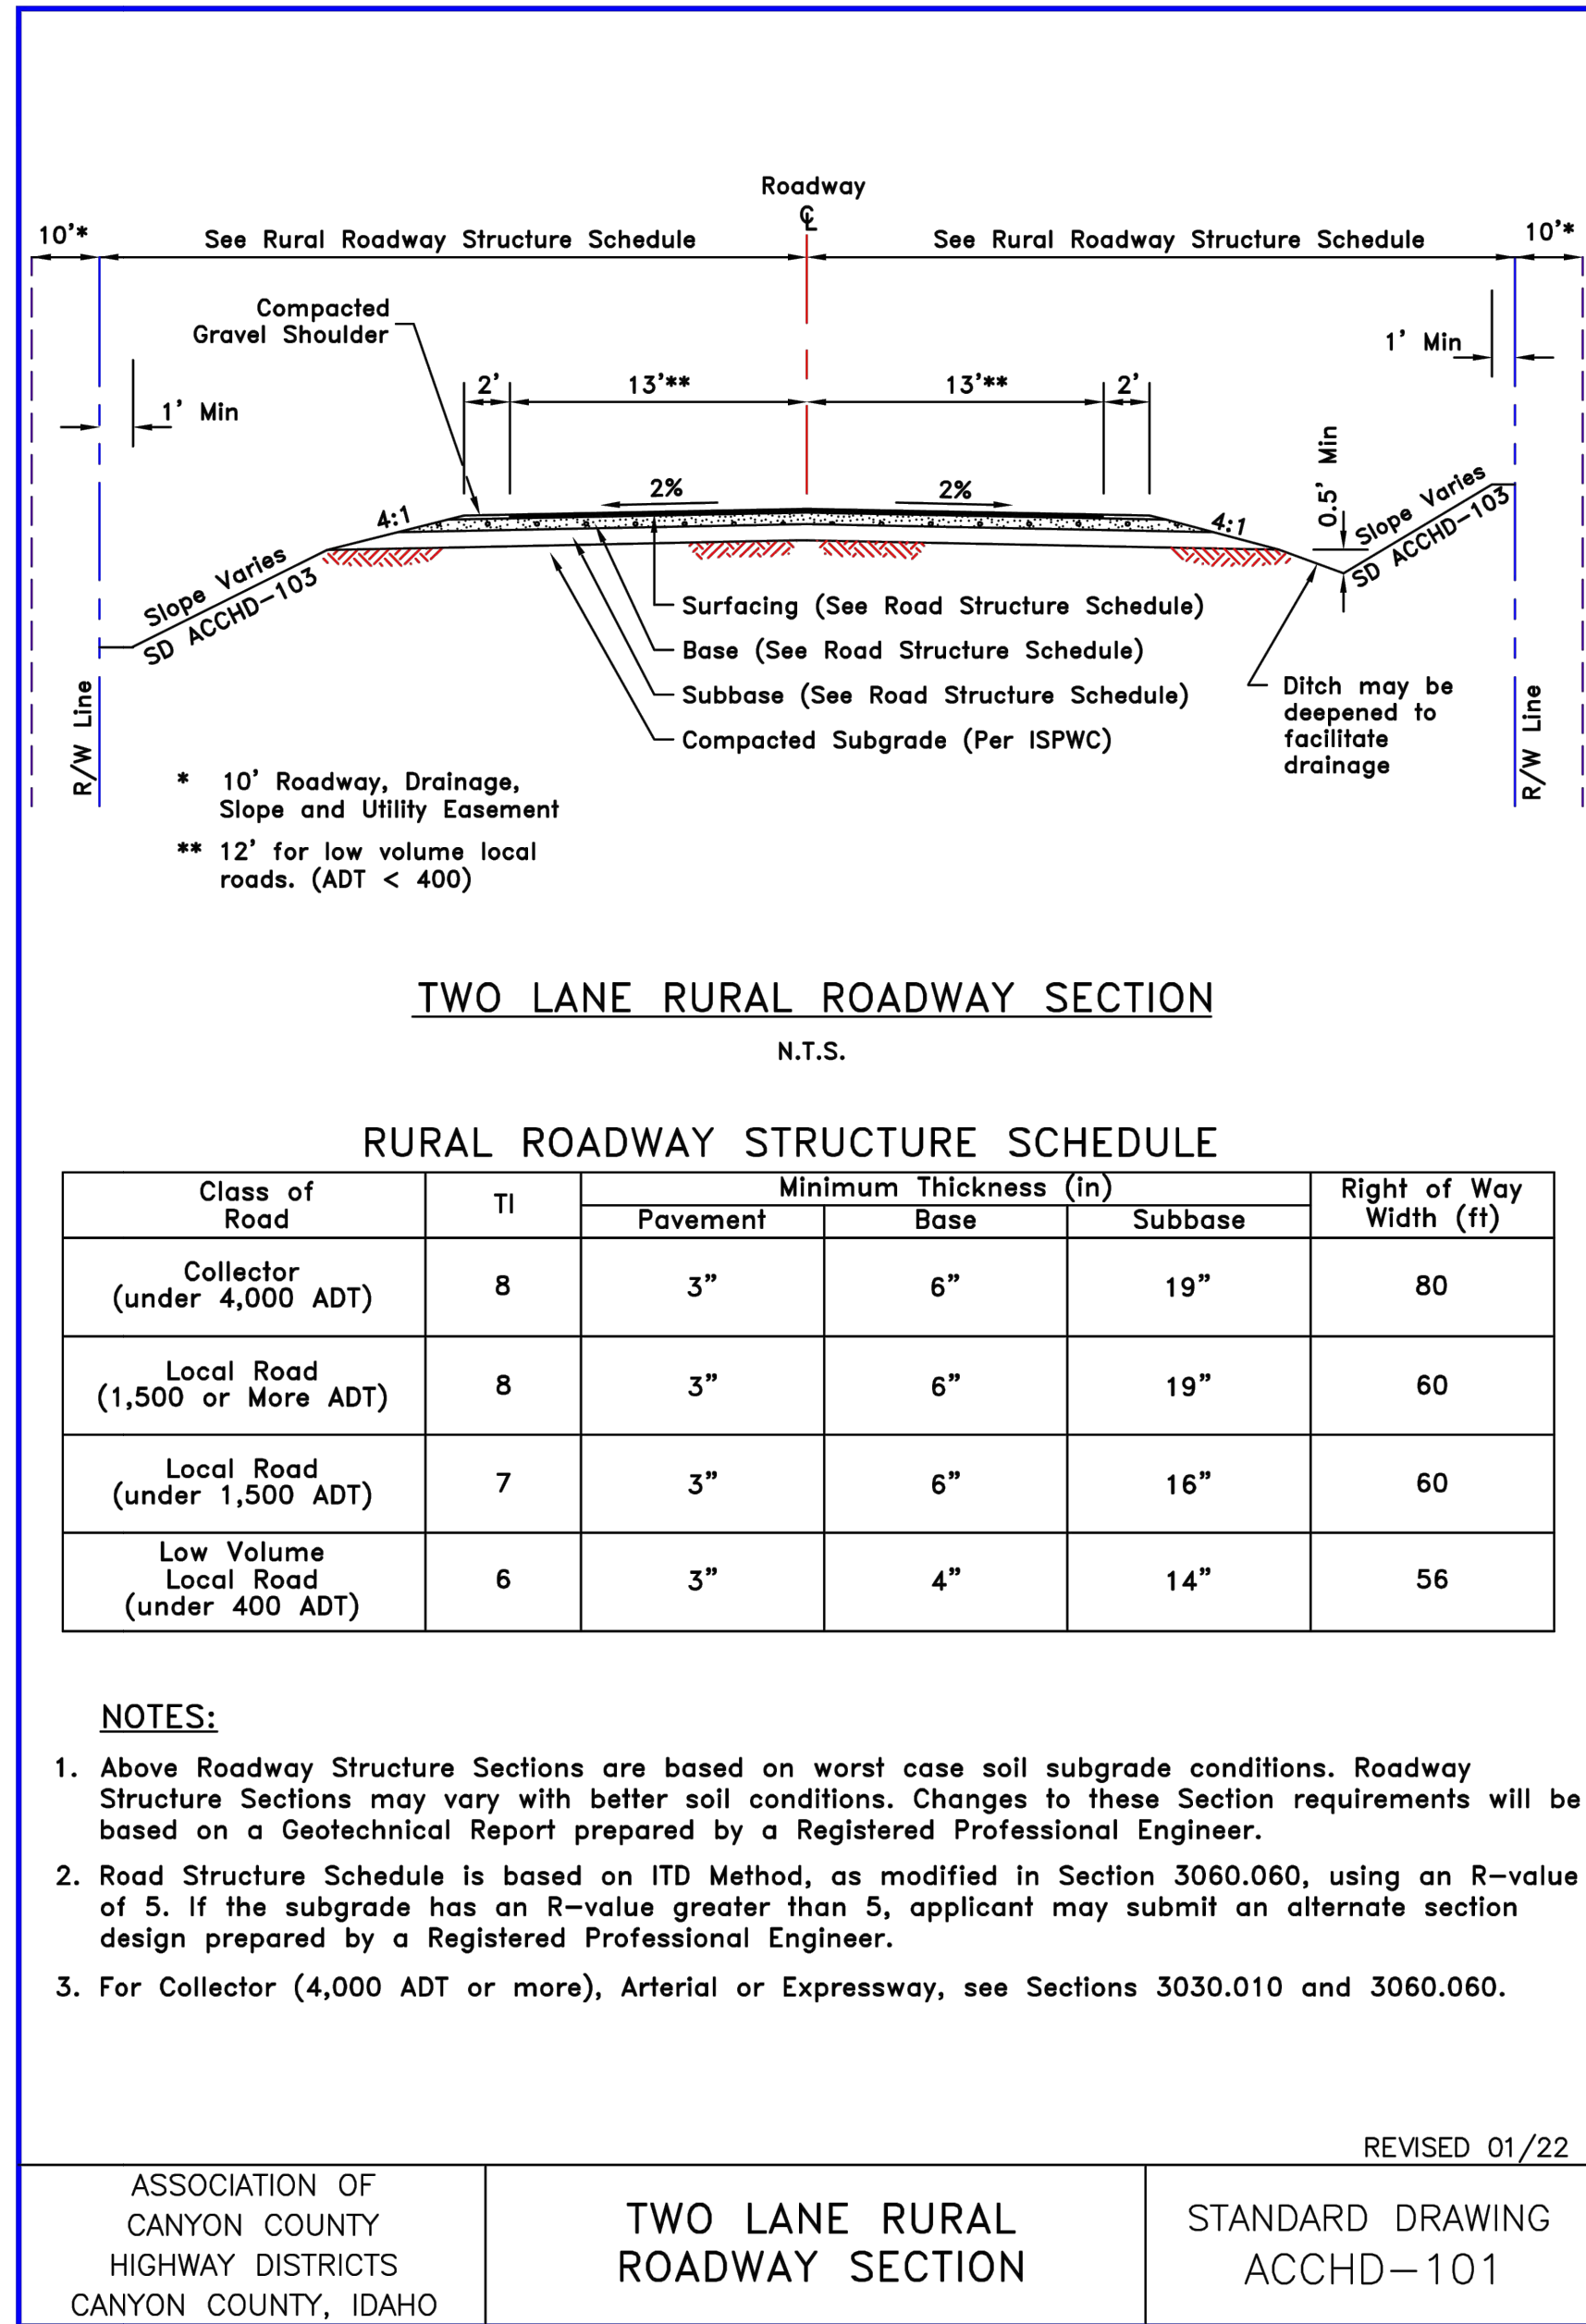 Roadway
℄
10'*
See Rural Roadway Structure Schedule
See Rural Roadway Structure Schedule
10'*
Compacted
Gravel Shoulder
1' Min
1' Min
2'
13'**
13'**
2'
2%
2%
4:1
4:1
0.5' Min
Slope Varies
SD ACCHD-103
Slope Varies
SD ACCHD-103
Surfacing (See Road Structure Schedule)
Base (See Road Structure Schedule)
Subbase (See Road Structure Schedule)
Compacted Subgrade (Per ISPWC)
Ditch may be
deepened to
facilitate
drainage
R/W Line
R/W Line
* 10' Roadway, Drainage,
Slope and Utility Easement
** 12' for low volume local
roads. (ADT < 400)
TWO LANE RURAL ROADWAY SECTION
N.T.S.
RURAL ROADWAY STRUCTURE SCHEDULE
Class of
Road
TI
Minimum Thickness (in)
Pavement
Base
Subbase
Right of Way
Width (ft)
Collector
(under 4,000 ADT)
8
3"
6"
19"
80
Local Road
(1,500 or More ADT)
8
3"
6"
19"
60
Local Road
(under 1,500 ADT)
7
3"
6"
16"
60
Low Volume
Local Road
(under 400 ADT)
6
3"
4"
14"
56
NOTES:
1. Above Roadway Structure Sections are based on worst case soil subgrade conditions. Roadway
Structure Sections may vary with better soil conditions. Changes to these Section requirements will be
based on a Geotechnical Report prepared by a Registered Professional Engineer.
2. Road Structure Schedule is based on ITD Method, as modified in Section 3060.060, using an R-value
of 5. If the subgrade has an R-value greater than 5, applicant may submit an alternate section
design prepared by a Registered Professional Engineer.
3. For Collector (4,000 ADT or more), Arterial or Expressway, see Sections 3030.010 and 3060.060.
REVISED 01/22
ASSOCIATION OF
CANYON COUNTY
HIGHWAY DISTRICTS
CANYON COUNTY, IDAHO
TWO LANE RURAL
ROADWAY SECTION
STANDARD DRAWING
ACCHD-101